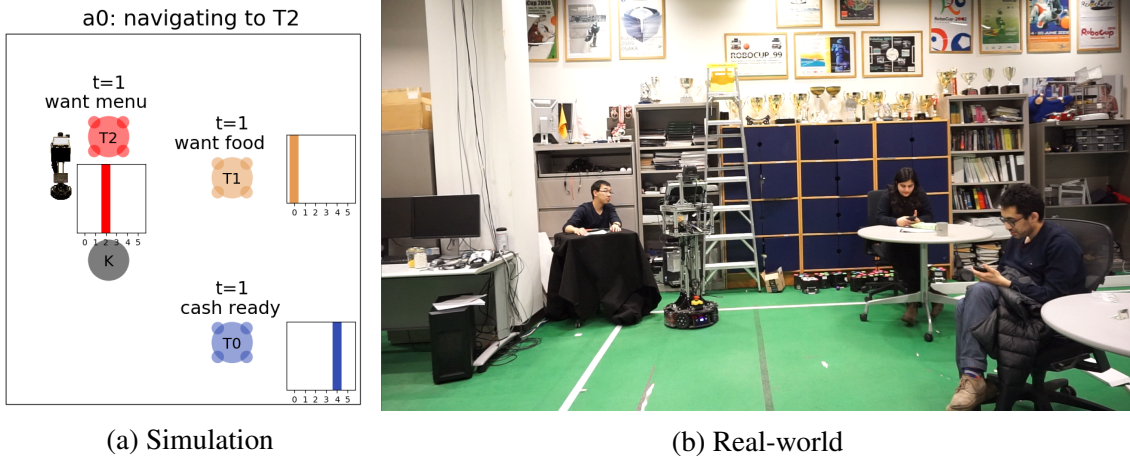 a0: navigating to T2
t=1
want menu
T2
0 1 2 3 4 5
K
t=1
want food
T1
0 1 2 3 4 5
t=1
cash ready
T0
0 1 2 3 4 5
ROBOCUP 99
(a) Simulation
(b) Real-world